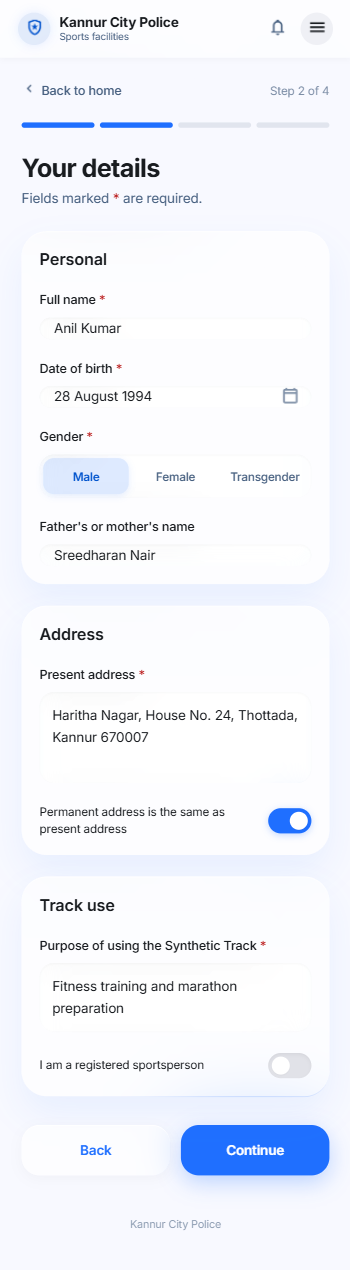 Kannur City Police
Sports facilities
Back to home
Step 2 of 4
Your details
Fields marked * are required.
Personal
Full name *
Anil Kumar
Date of birth *
28 August 1994
Gender *
Male Female Transgender
Father's or mother's name
Sreedharan Nair
Address
Present address *
Haritha Nagar, House No. 24, Thottada,
Kannur 670007
Permanent address is the same as
present address
Track use
Purpose of using the Synthetic Track *
Fitness training and marathon
preparation
I am a registered sportsperson
Back Continue
Kannur City Police